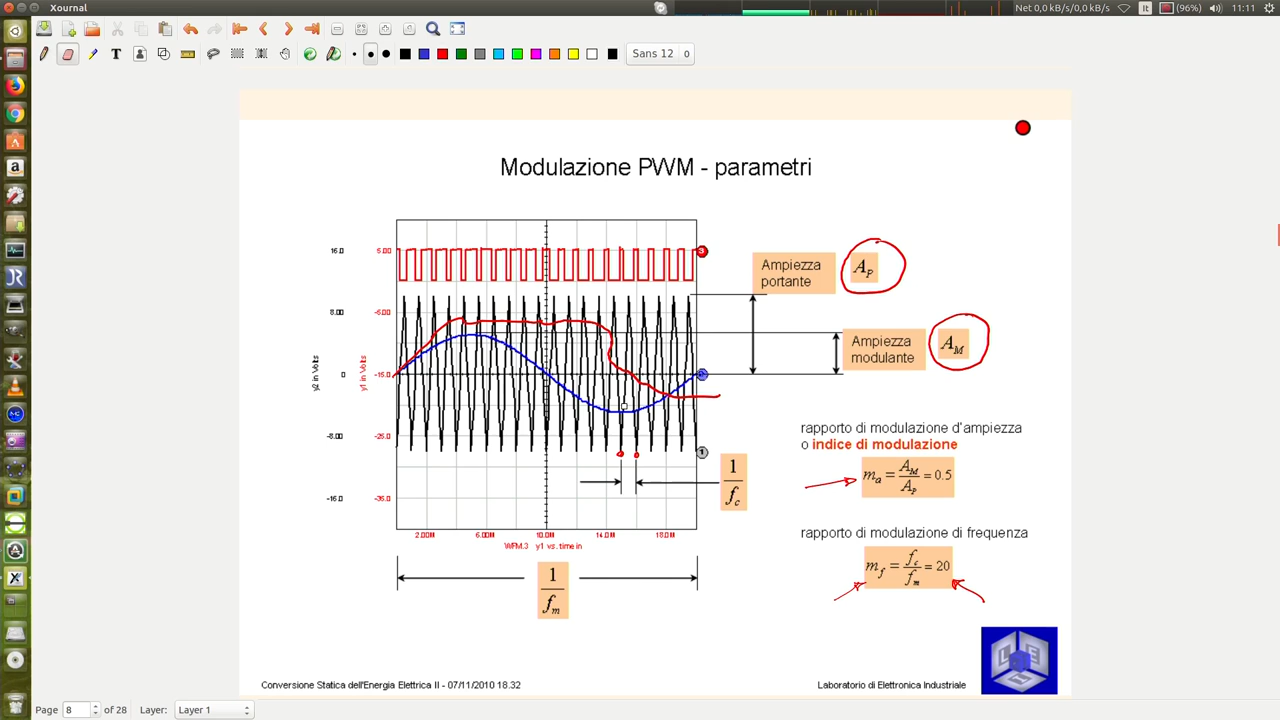 Xournal
Net 0,0 kB/s/0,0 kB/s
It
(96%)
11:11
Sans 12
0
Modulazione PWM - parametri
16.0
5.00
3
Ampiezza
portante
A_P
8.00
-5.00
Ampiezza
modulante
A_M
y2 in Volts
y1 in Volts
0
-15.0
2
rapporto di modulazione d'ampiezza
o indice di modulazione
-8.00
-25.0
1
m_a = A_M / A_P = 0.5
1 / f_c
-16.0
-35.0
2.00M
6.00M
10.0M
14.0M
18.0M
WFM.3 y1 vs. time in
rapporto di modulazione di frequenza
m_f = f_c / f_m = 20
1 / f_m
Conversione Statica dell'Energia Elettrica II - 07/11/2010 18.32
Laboratorio di Elettronica Industriale
Page
8
of 28
Layer:
Layer 1